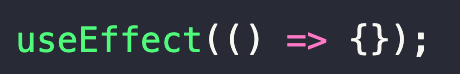 useEffect(() => {});